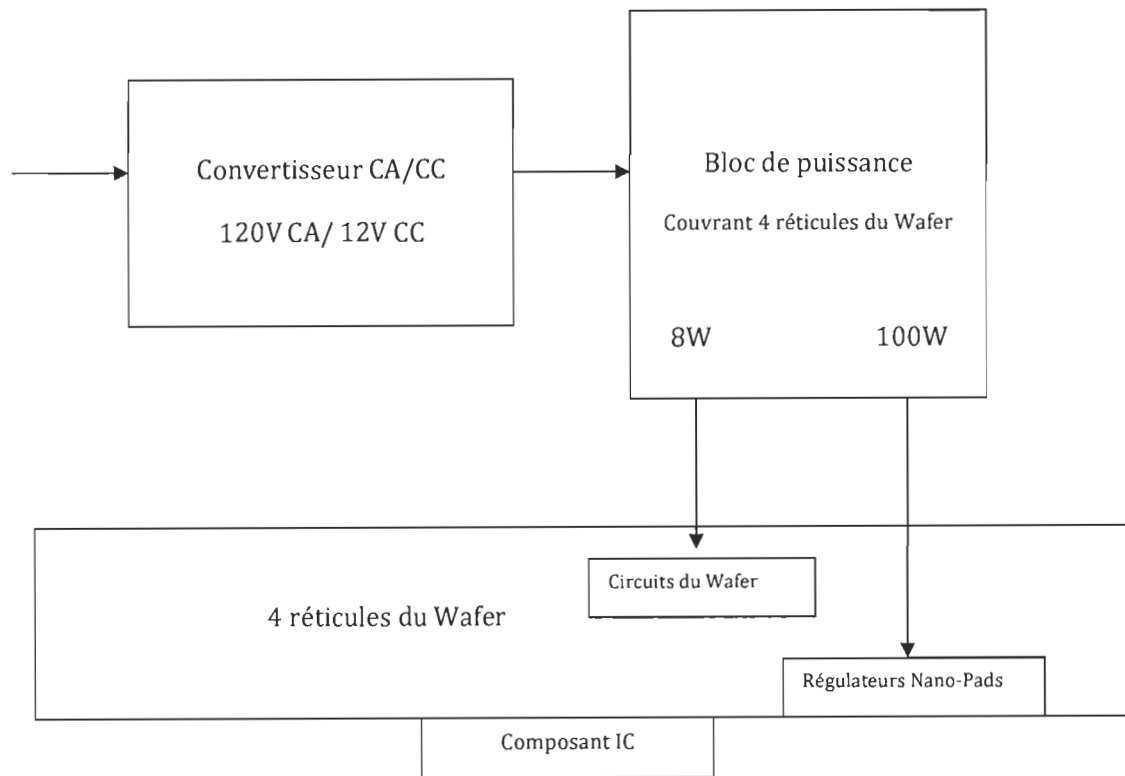 Convertisseur CA/CC
120V CA/ 12V CC
Bloc de puissance
Couvrant 4 réticules du Wafer
8W
100W
Circuits du Wafer
4 réticules du Wafer
Régulateurs Nano-Pads
Composant IC